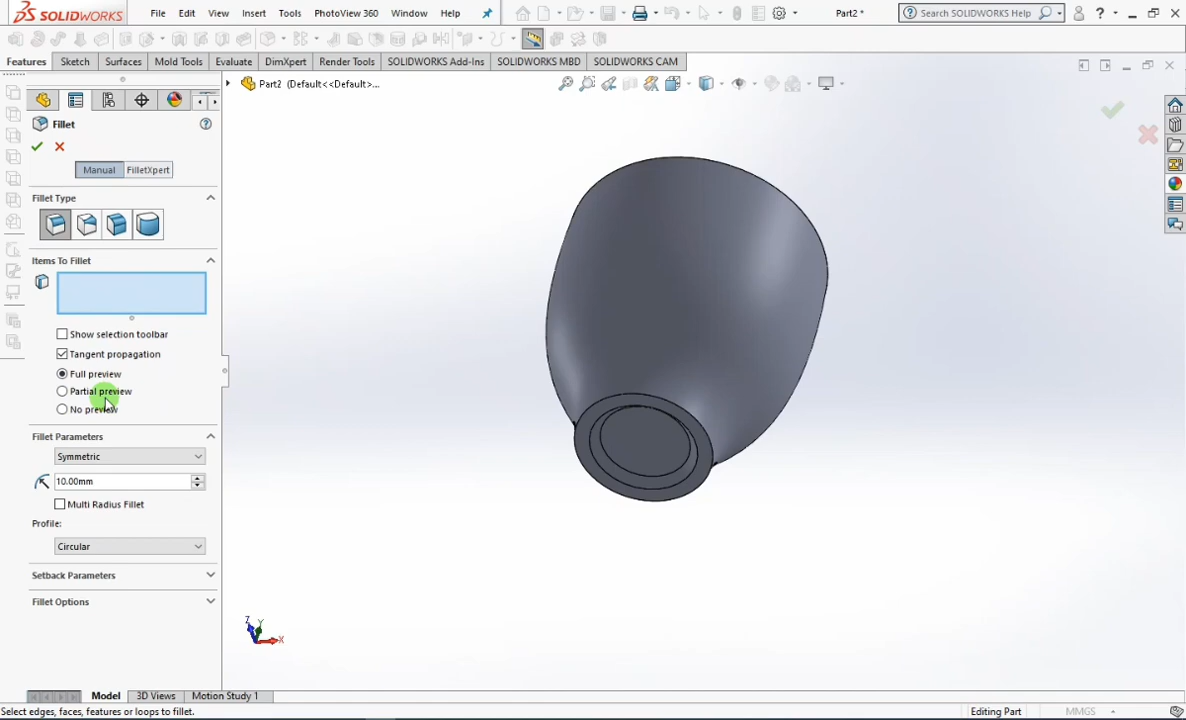 SOLIDWORKS File Edit View Insert Tools PhotoView 360 Window Help Part2 * Search SOLIDWORKS Help
Features Sketch Surfaces Mold Tools Evaluate DimXpert Render Tools SOLIDWORKS Add-Ins SOLIDWORKS MBD SOLIDWORKS CAM
Part2 (Default<<Default>...
Fillet
Manual FilletXpert
Fillet Type
Items To Fillet
Show selection toolbar
Tangent propagation
Full preview
Partial preview
No preview
Fillet Parameters
Symmetric
10.00mm
Multi Radius Fillet
Profile:
Circular
Setback Parameters
Fillet Options
Z Y X
Model 3D Views Motion Study 1
Select edges, faces, features or loops to fillet. Editing Part MMGS